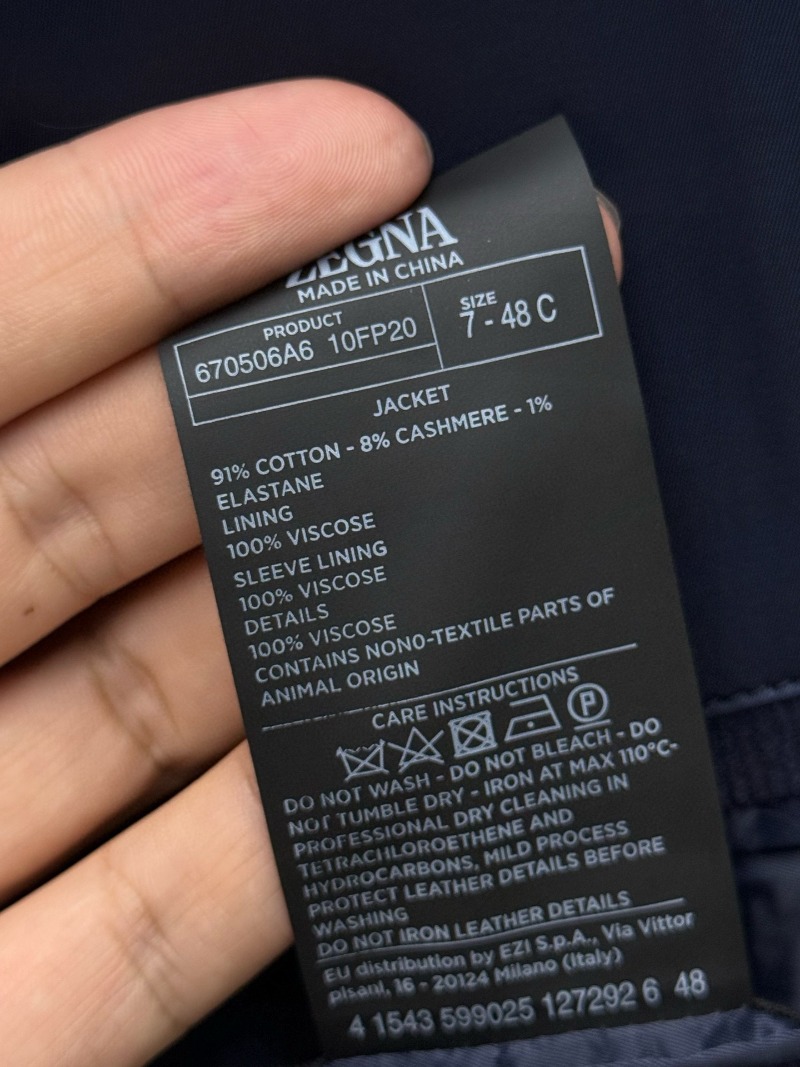 ZEGNA
MADE IN CHINA
PRODUCT
670506A6 10FP20
SIZE
7 - 48 C
JACKET
91% COTTON - 8% CASHMERE - 1%
ELASTANE
LINING
100% VISCOSE
SLEEVE LINING
100% VISCOSE
DETAILS
100% VISCOSE
CONTAINS NONO-TEXTILE PARTS OF
ANIMAL ORIGIN
CARE INSTRUCTIONS
P
DO NOT WASH - DO NOT BLEACH - DO
NOT TUMBLE DRY - IRON AT MAX 110°C-
PROFESSIONAL DRY CLEANING IN
TETRACILOROETHENE AND
HYDROCARBONS, MILD PROCESS
PROTECT LEATHER DETAILS BEFORE
WASHING
DO NOT IRON LEATHER DETAILS
EU distribution by EZI S.p.A., Via Vittor
pisani, 16 - 20124 Milano (Italy)
4 1543 599025 127292 6 48